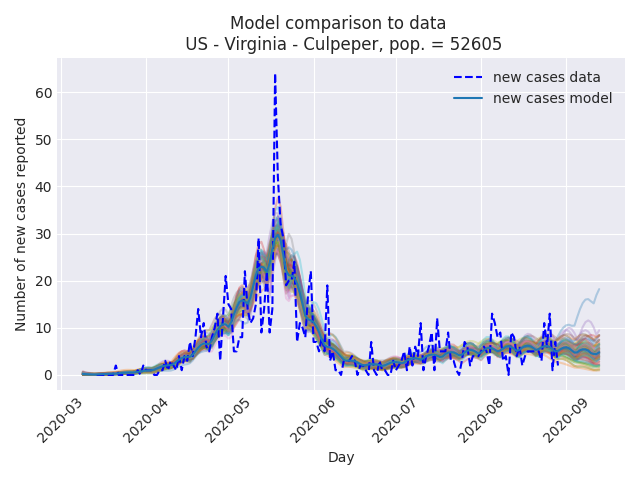 Model comparison to data
US - Virginia - Culpeper, pop. = 52605
new cases data
new cases model
Number of new cases reported
60
50
40
30
20
10
0
2020-03
2020-04
2020-05
2020-06
2020-07
2020-08
2020-09
Day